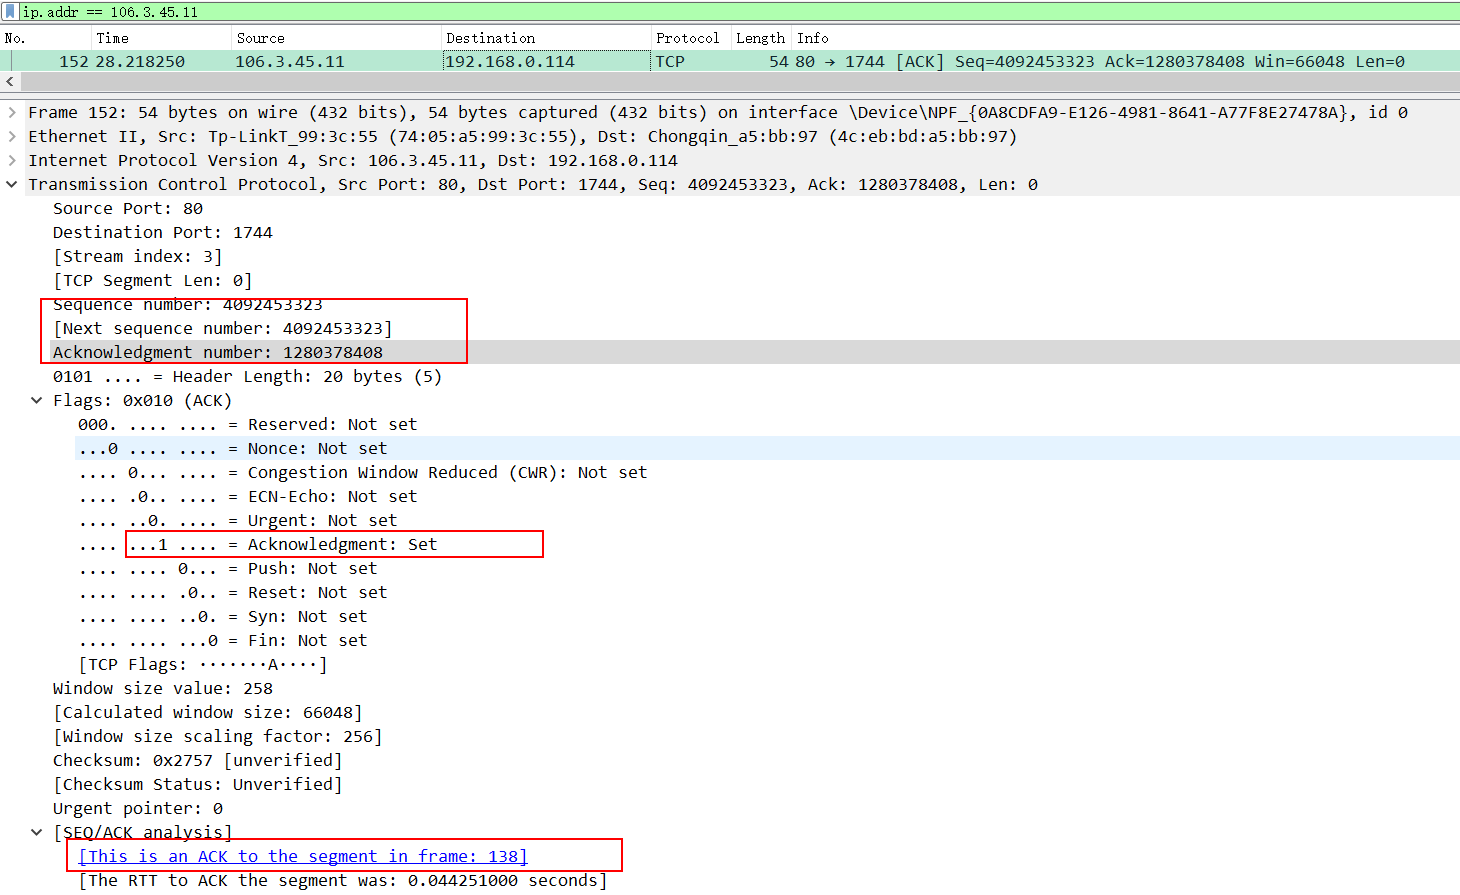 ip.addr == 106.3.45.11
No. Time Source Destination Protocol Length Info
152 28.218250 106.3.45.11 192.168.0.114 TCP 54 80 → 1744 [ACK] Seq=4092453323 Ack=1280378408 Win=66048 Len=0
Frame 152: 54 bytes on wire (432 bits), 54 bytes captured (432 bits) on interface \Device\NPF_{0A8CDFA9-E126-4981-8641-A77F8E27478A}, id 0
Ethernet II, Src: Tp-LinkT_99:3c:55 (74:05:a5:99:3c:55), Dst: Chongqin_a5:bb:97 (4c:eb:bd:a5:bb:97)
Internet Protocol Version 4, Src: 106.3.45.11, Dst: 192.168.0.114
Transmission Control Protocol, Src Port: 80, Dst Port: 1744, Seq: 4092453323, Ack: 1280378408, Len: 0
Source Port: 80
Destination Port: 1744
[Stream index: 3]
[TCP Segment Len: 0]
Sequence number: 4092453323
[Next sequence number: 4092453323]
Acknowledgment number: 1280378408
0101 .... = Header Length: 20 bytes (5)
Flags: 0x010 (ACK)
000. .... .... = Reserved: Not set
...0 .... .... = Nonce: Not set
.... 0... .... = Congestion Window Reduced (CWR): Not set
.... .0.. .... = ECN-Echo: Not set
.... ..0. .... = Urgent: Not set
.... ...1 .... = Acknowledgment: Set
.... .... 0... = Push: Not set
.... .... .0.. = Reset: Not set
.... .... ..0. = Syn: Not set
.... .... ...0 = Fin: Not set
[TCP Flags: ·······A····]
Window size value: 258
[Calculated window size: 66048]
[Window size scaling factor: 256]
Checksum: 0x2757 [unverified]
[Checksum Status: Unverified]
Urgent pointer: 0
[SEQ/ACK analysis]
[This is an ACK to the segment in frame: 138]
[The RTT to ACK the segment was: 0.044251000 seconds]